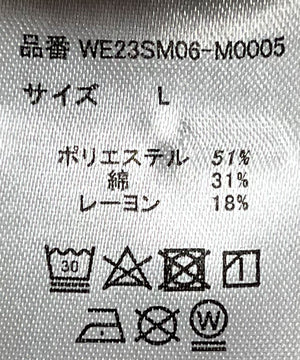 品番 WE23SM06-M0005
サイズ L
ポリエステル 51%
綿 31%
レーヨン 18%
30
1
W